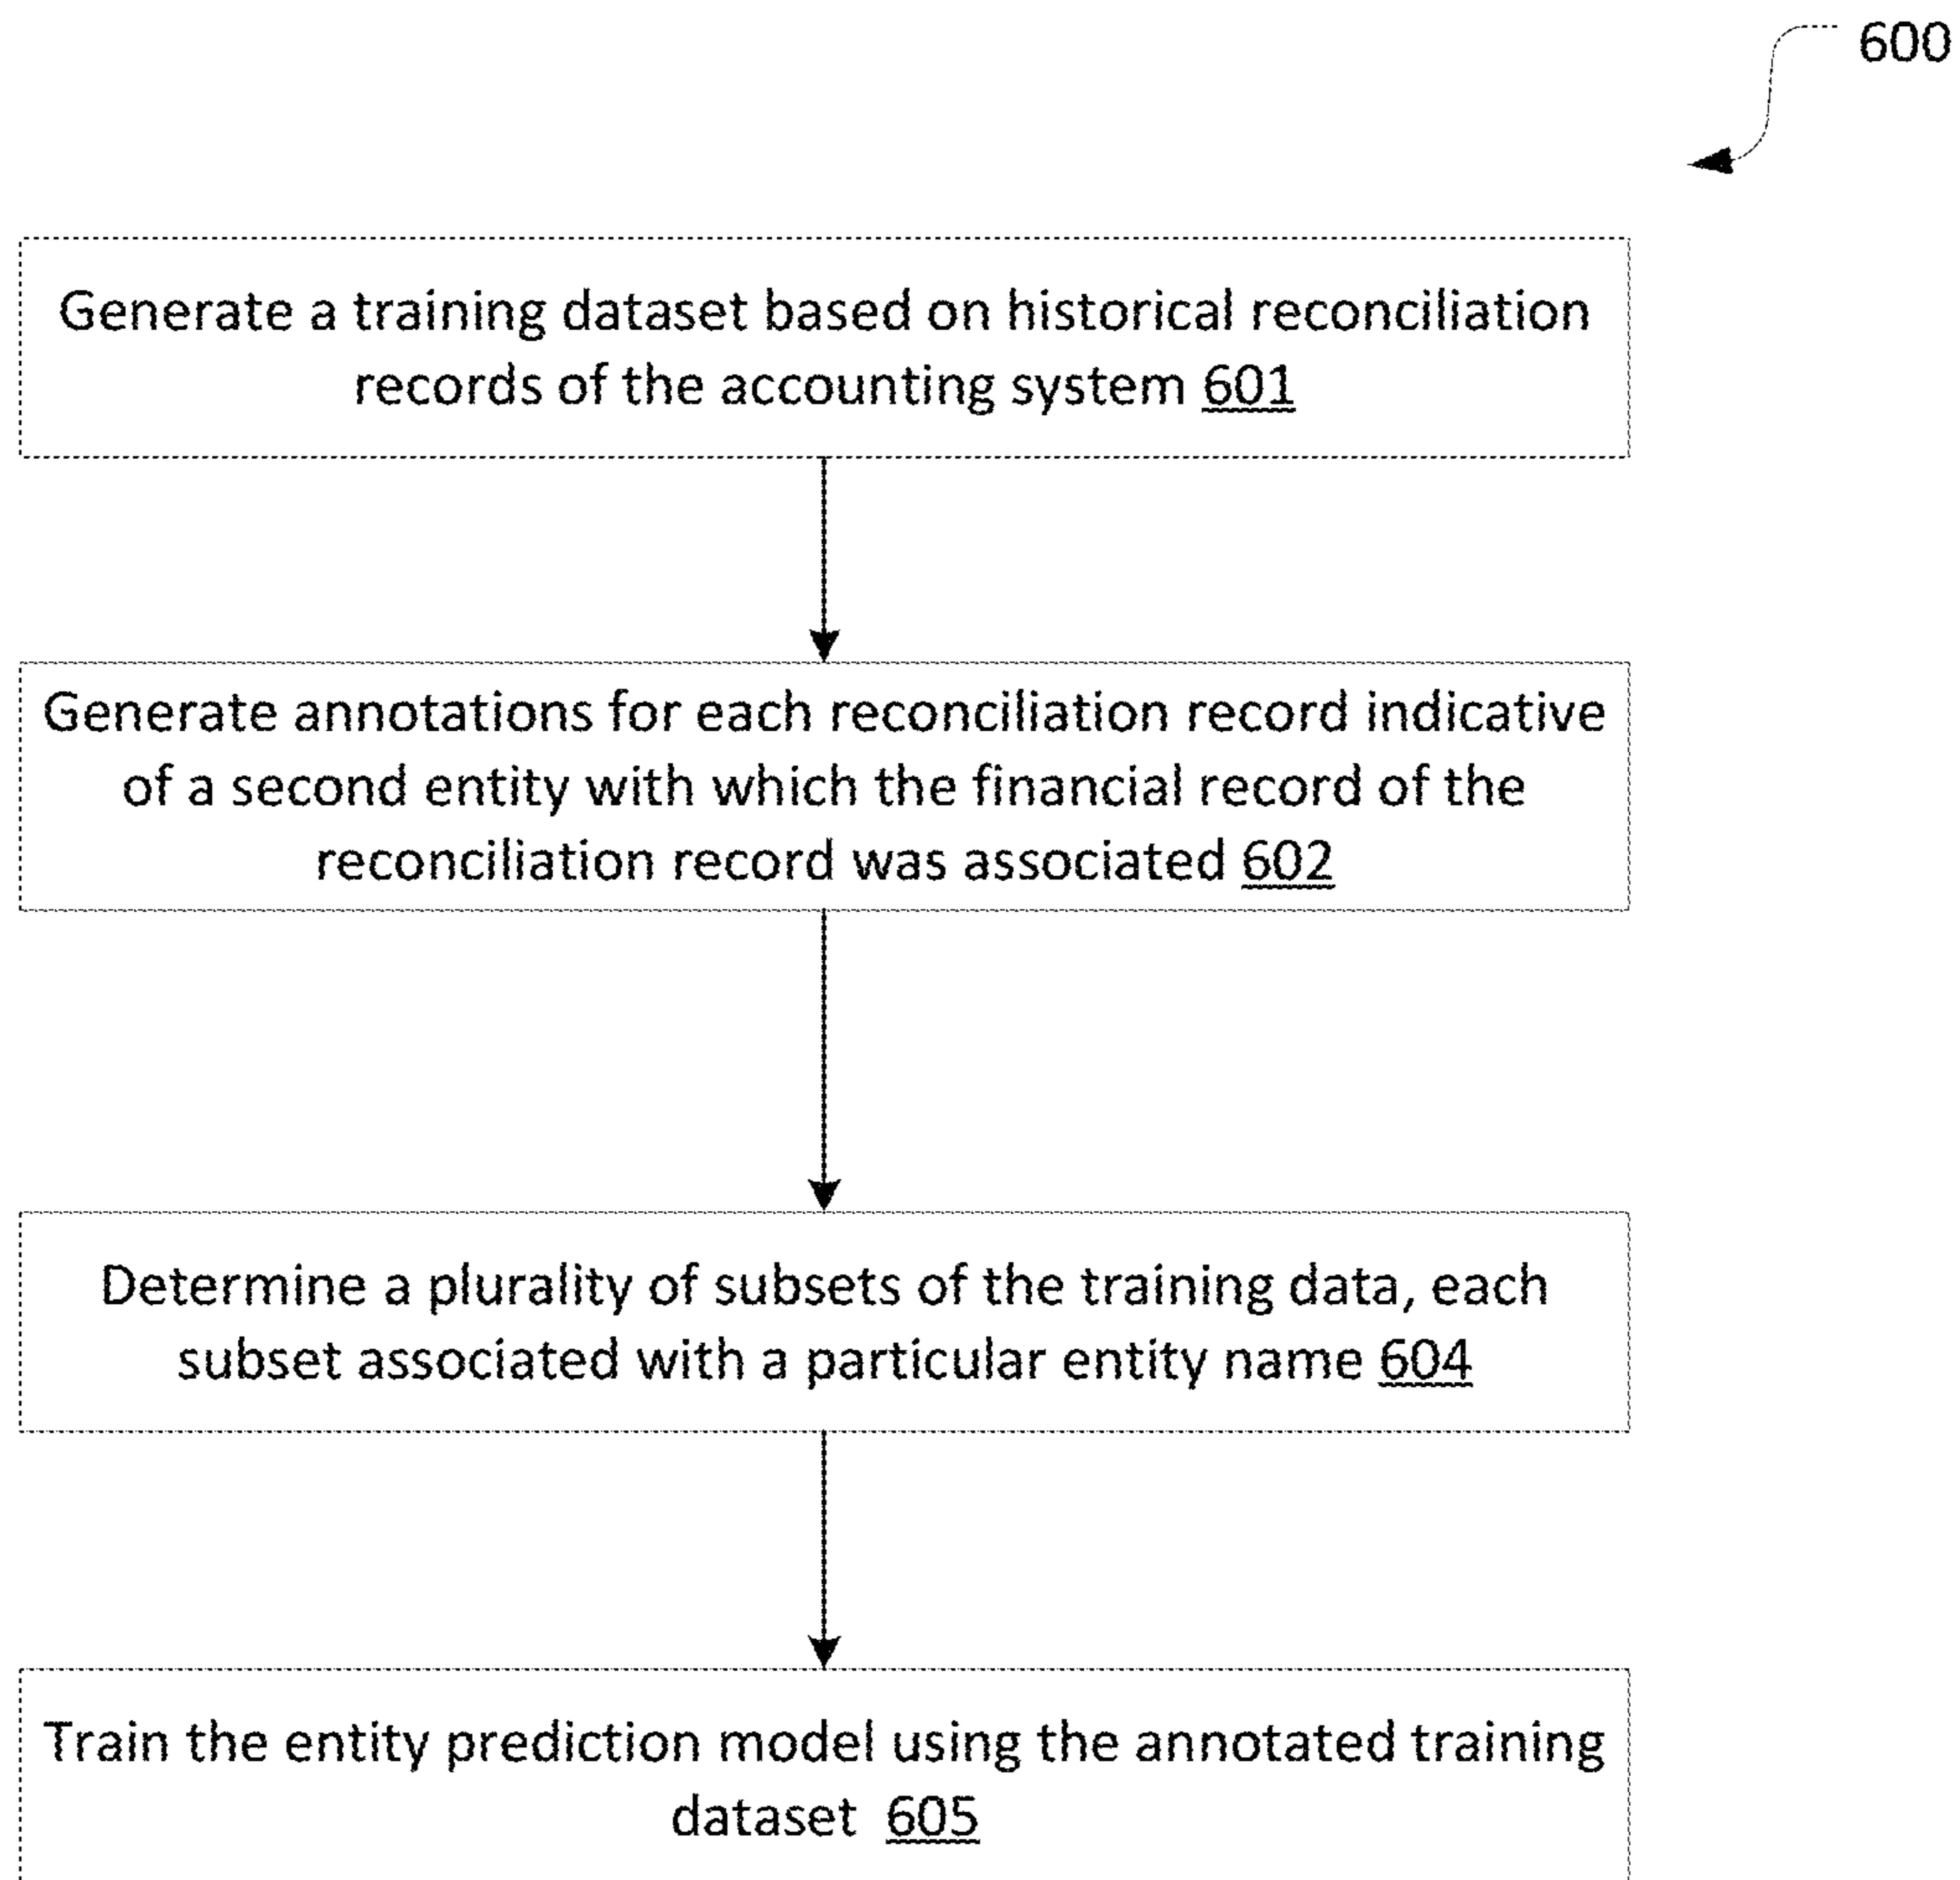 600
Generate a training dataset based on historical reconciliation
records of the accounting system 601
Generate annotations for each reconciliation record indicative
of a second entity with which the financial record of the
reconciliation record was associated 602
Determine a plurality of subsets of the training data, each
subset associated with a particular entity name 604
Train the entity prediction model using the annotated training
dataset 605